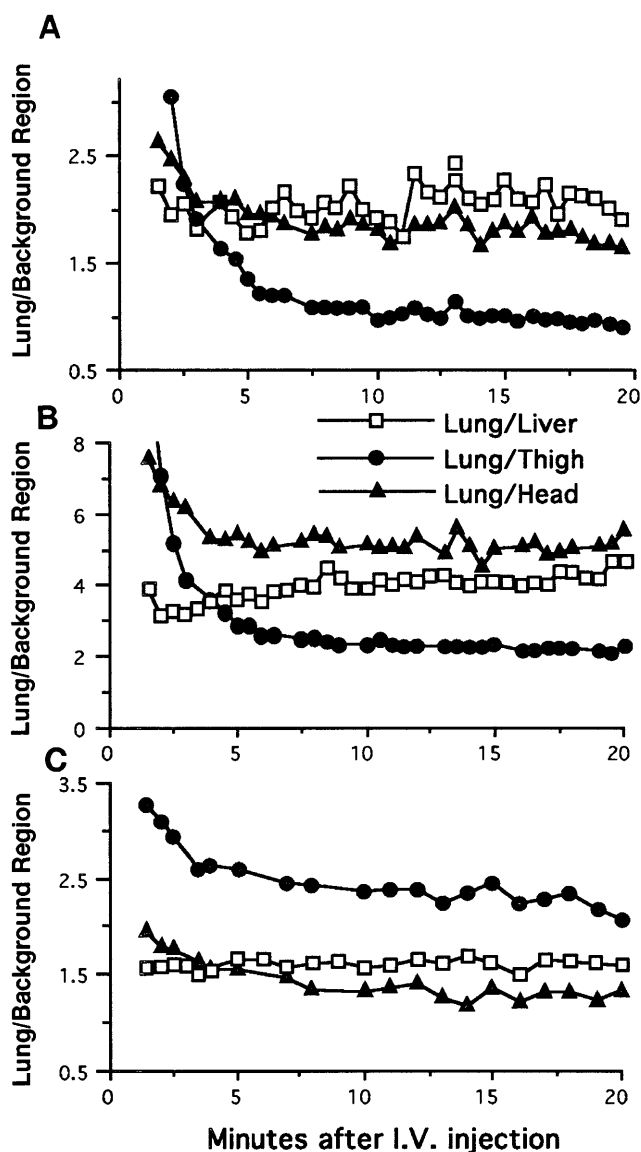 A
Lung/Background Region
2.5
1.5
0.5
0 5 10 15 20
B
Lung/Liver
Lung/Thigh
Lung/Head
Lung/Background Region
8
6
4
2
0
0 5 10 15 20
C
Lung/Background Region
3.5
2.5
1.5
0.5
0 5 10 15 20
Minutes after I.V. injection